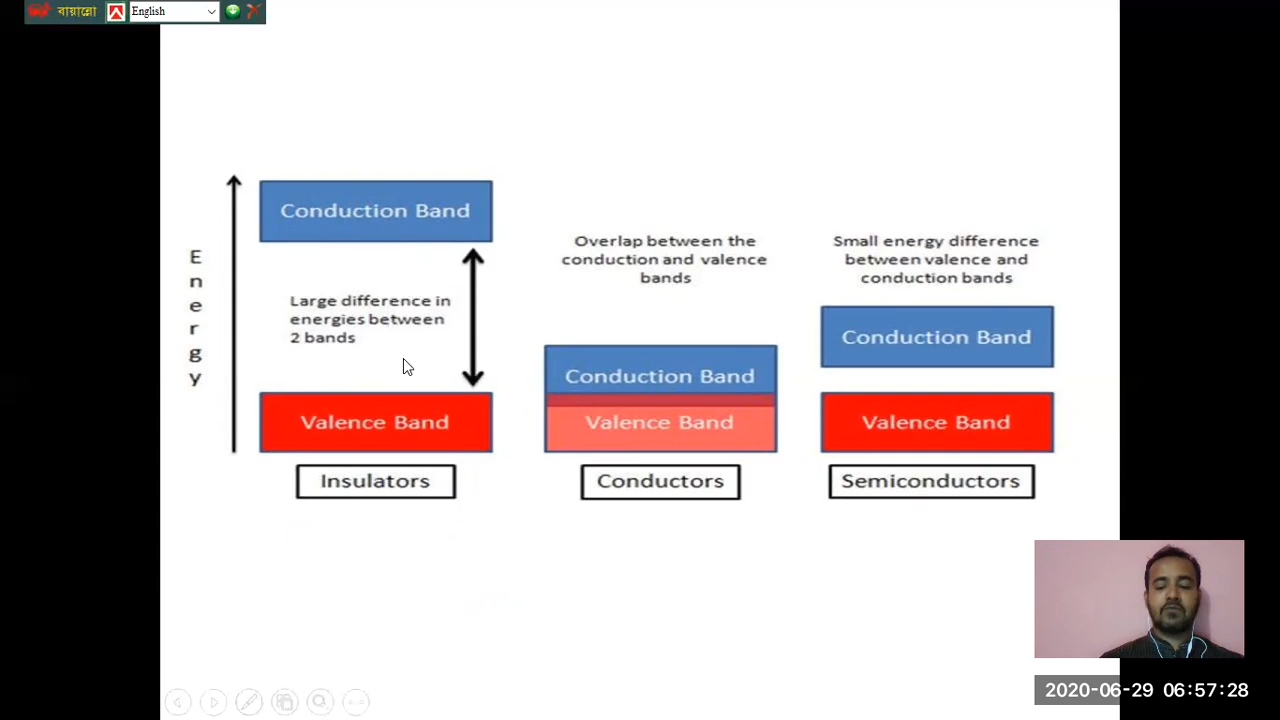 বায়ান্নো
English
Conduction Band
Large difference in
energies between
2 bands
Energy
Valence Band
Insulators
Overlap between the
conduction and valence
bands
Conduction Band
Valence Band
Conductors
Small energy difference
between valence and
conduction bands
Conduction Band
Valence Band
Semiconductors
2020-06-29 06:57:28